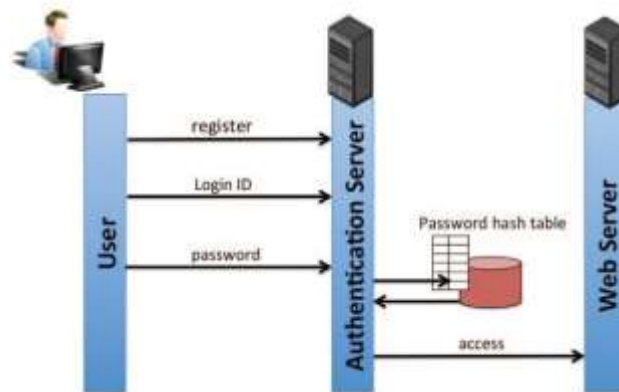 register
Login ID
password
Password hash table
access
User
Authentication Server
Web Server